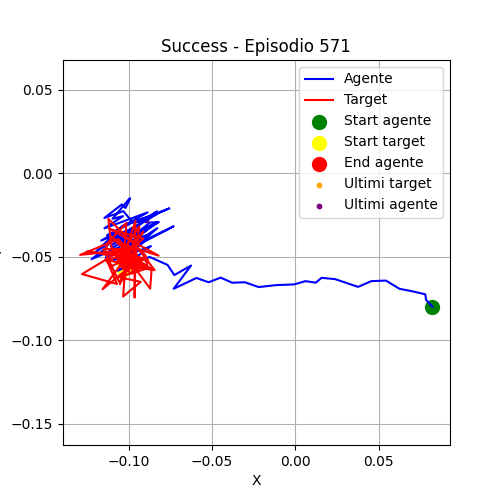 Success - Episodio 571
Agente
Target
Start agente
Start target
End agente
Ultimi target
Ultimi agente
0.05
0.00
−0.05
−0.10
−0.15
−0.10
−0.05
0.00
0.05
X